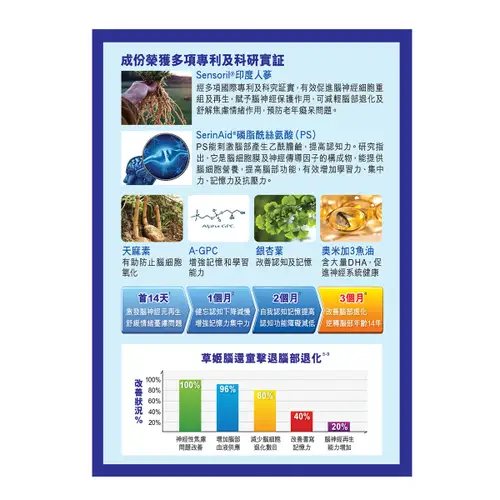 成份榮獲多項專利及科研實証
Sensoril®印度人蔘
經多項國際專利及科究証實，有效促進腦神經細胞重
組及再生，賦予腦神經保護作用，可減輕腦部退化及
舒解焦慮情緒作用，預防老年癡呆問題。
SerinAid®磷脂酰絲氨酸 (PS)
PS能刺激腦部產生乙酰膽鹼，提高認知力。研究指
出，它是腦細胞膜及神經傳導因子的構成物，能提供
腦細胞營養，提高腦部功能，有效增加學習力、集中
力、記憶力及抗壓力。
Alpha GPC
天麻素
有助防止腦細胞
氧化
A-GPC
增強記憶和學習
能力
銀杏葉
改善認知及記憶
奧米加3魚油
含大量DHA，促
進神經系統健康
首14天
激發腦神經元再生
舒緩情緒憂慮問題
1個月
健忘認知下降減慢
增強記憶力集中力
2個月
自我認知記憶提高
認知功能障礙減低
3個月
改善腦部退化
逆轉腦部年齡14年
草姬腦還童擊退腦部退化
改善狀況%
100%
80%
60%
40%
20%
100%
96%
80%
40%
20%
神經性焦慮
問題改善
增加腦部
血液供應
減少腦細胞
退化數目
改善書寫
記憶力
腦神經再生
能力增加